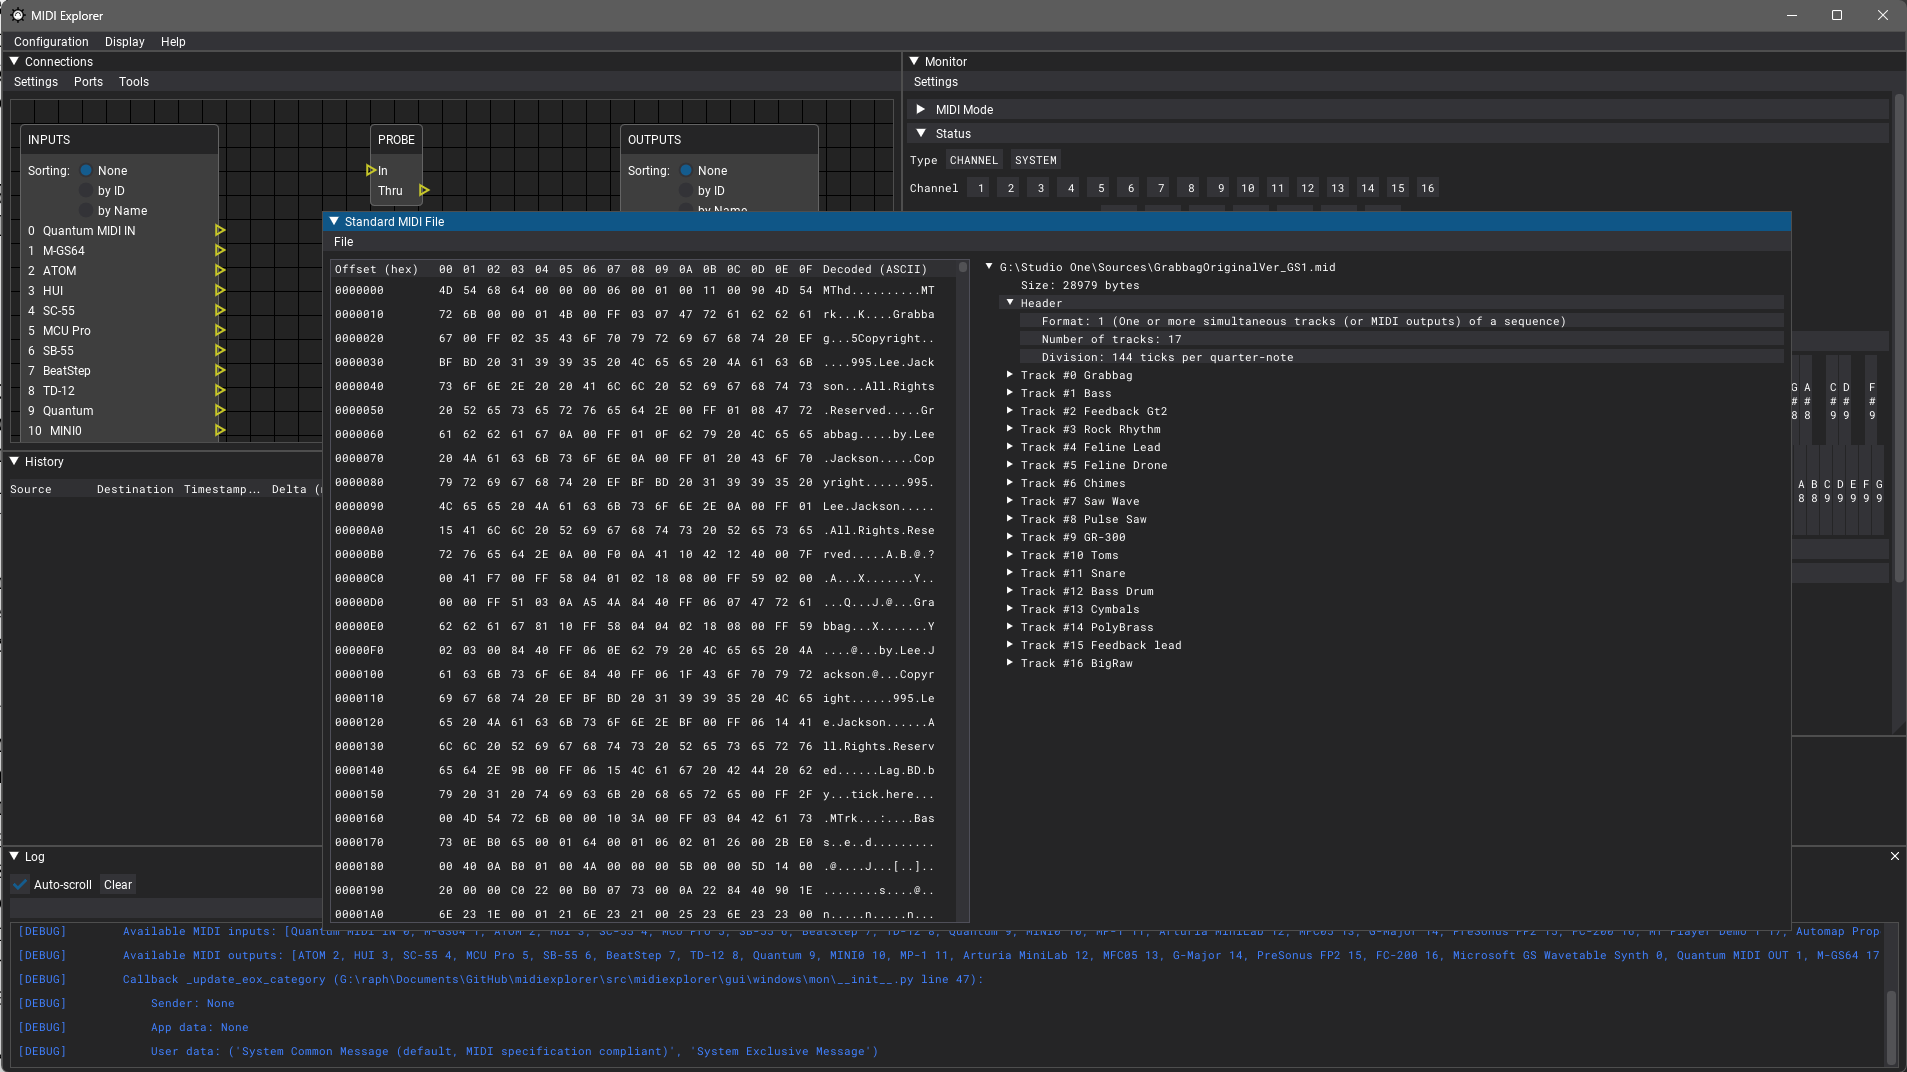 MIDI Explorer
Configuration Display Help
Connections
Settings Ports Tools
INPUTS
Sorting: None
by ID
by Name
0 Quantum MIDI IN
1 M-GS64
2 ATOM
3 HUI
4 SC-55
5 MCU Pro
6 SB-55
7 BeatStep
8 TD-12
9 Quantum
10 MINI0
PROBE
In
Thru
OUTPUTS
Sorting: None
by ID
by Name
Monitor
Settings
MIDI Mode
Status
Type CHANNEL SYSTEM
Channel 1 2 3 4 5 6 7 8 9 10 11 12 13 14 15 16
G#8 A#8 C#9 D#9 F#9
A8 B8 C9 D9 E9 F9 G9
History
Source Destination Timestamp... Delta (
Standard MIDI File
File
Offset (hex) 00 01 02 03 04 05 06 07 08 09 0A 0B 0C 0D 0E 0F Decoded (ASCII)
0000000 4D 54 68 64 00 00 00 06 00 01 00 11 00 90 4D 54 MThd..........MT
0000010 72 6B 00 00 01 4B 00 FF 03 07 47 72 61 62 62 61 rk...K....Grabba
0000020 67 00 FF 02 35 43 6F 70 79 72 69 67 68 74 20 EF g...5Copyright..
0000030 BF BD 20 31 39 39 35 20 4C 65 65 20 4A 61 63 6B ....995.Lee.Jack
0000040 73 6F 6E 2E 20 20 41 6C 6C 20 52 69 67 68 74 73 son...All.Rights
0000050 20 52 65 73 65 72 76 65 64 2E 00 FF 01 08 47 72 .Reserved.....Gr
0000060 61 62 62 61 67 0A 00 FF 01 0F 62 79 20 4C 65 65 abbag.....by.Lee
0000070 20 4A 61 63 6B 73 6F 6E 0A 00 FF 01 20 43 6F 70 .Jackson.....Cop
0000080 79 72 69 67 68 74 20 EF BF BD 20 31 39 39 35 20 yright......995.
0000090 4C 65 65 20 4A 61 63 6B 73 6F 6E 2E 0A 00 FF 01 Lee.Jackson.....
00000A0 15 41 6C 6C 20 52 69 67 68 74 73 20 52 65 73 65 .All.Rights.Rese
00000B0 72 76 65 64 2E 0A 00 F0 0A 41 10 42 12 40 00 7F rved.....A.B.@.?
00000C0 00 41 F7 00 FF 58 04 01 02 18 08 00 FF 59 02 00 .A...X.......Y..
00000D0 00 00 FF 51 03 0A A5 4A 84 40 FF 06 07 47 72 61 ...Q...J.@...Gra
00000E0 62 62 61 67 81 10 FF 58 04 04 02 18 08 00 FF 59 bbag...X.......Y
00000F0 02 03 00 84 40 FF 06 0E 62 79 20 4C 65 65 20 4A ....@...by.Lee.J
0000100 61 63 6B 73 6F 6E 84 40 FF 06 1F 43 6F 70 79 72 ackson.@...Copyr
0000110 69 67 68 74 20 EF BF BD 20 31 39 39 35 20 4C 65 ight......995.Le
0000120 65 20 4A 61 63 6B 73 6F 6E 2E BF 00 FF 06 14 41 e.Jackson......A
0000130 6C 6C 20 52 69 67 68 74 73 20 52 65 73 65 72 76 ll.Rights.Reserv
0000140 65 64 2E 9B 00 FF 06 15 4C 61 67 20 42 44 20 62 ed......Lag.BD.b
0000150 79 20 31 20 74 69 63 6B 20 68 65 72 65 00 FF 2F y...tick.here...
0000160 00 4D 54 72 6B 00 00 10 3A 00 FF 03 04 42 61 73 .MTrk...:....Bas
0000170 73 0E B0 65 00 01 64 00 01 06 02 01 26 00 2B E0 s..e..d.........
0000180 00 40 0A B0 01 00 4A 00 00 00 5B 00 00 5D 14 00 .@....J...[..]..
0000190 20 00 00 C0 22 00 B0 07 73 00 0A 22 84 40 90 1E ........s....@..
00001A0 6E 23 1E 00 01 21 6E 23 21 00 25 23 6E 23 23 00 n.....n.....n...
G:\Studio One\Sources\GrabbagOriginalVer_GS1.mid
Size: 28979 bytes
Header
Format: 1 (One or more simultaneous tracks (or MIDI outputs) of a sequence)
Number of tracks: 17
Division: 144 ticks per quarter-note
Track #0 Grabbag
Track #1 Bass
Track #2 Feedback Gt2
Track #3 Rock Rhythm
Track #4 Feline Lead
Track #5 Feline Drone
Track #6 Chimes
Track #7 Saw Wave
Track #8 Pulse Saw
Track #9 GR-300
Track #10 Toms
Track #11 Snare
Track #12 Bass Drum
Track #13 Cymbals
Track #14 PolyBrass
Track #15 Feedback lead
Track #16 BigRaw
Log
Auto-scroll Clear
[DEBUG] Available MIDI inputs: [Quantum MIDI IN 0, M-GS64 1, ATOM 2, HUI 3, SC-55 4, MCU Pro 5, SB-55 6, BeatStep 7, TD-12 8, Quantum 9, MINI0 10, MP-1 11, Arturia MiniLab 12, MFC05 13, G-Major 14, PreSonus FP2 15, FC-200 16, MT Player Demo 1 17, Automap Prop
[DEBUG] Available MIDI outputs: [ATOM 2, HUI 3, SC-55 4, MCU Pro 5, SB-55 6, BeatStep 7, TD-12 8, Quantum 9, MINI0 10, MP-1 11, Arturia MiniLab 12, MFC05 13, G-Major 14, PreSonus FP2 15, FC-200 16, Microsoft GS Wavetable Synth 0, Quantum MIDI OUT 1, M-GS64 17
[DEBUG] Callback _update_eox_category (G:\raph\Documents\GitHub\midiexplorer\src\midiexplorer\gui\windows\mon\__init__.py line 47):
[DEBUG] Sender: None
[DEBUG] App data: None
[DEBUG] User data: ('System Common Message (default, MIDI specification compliant)', 'System Exclusive Message')